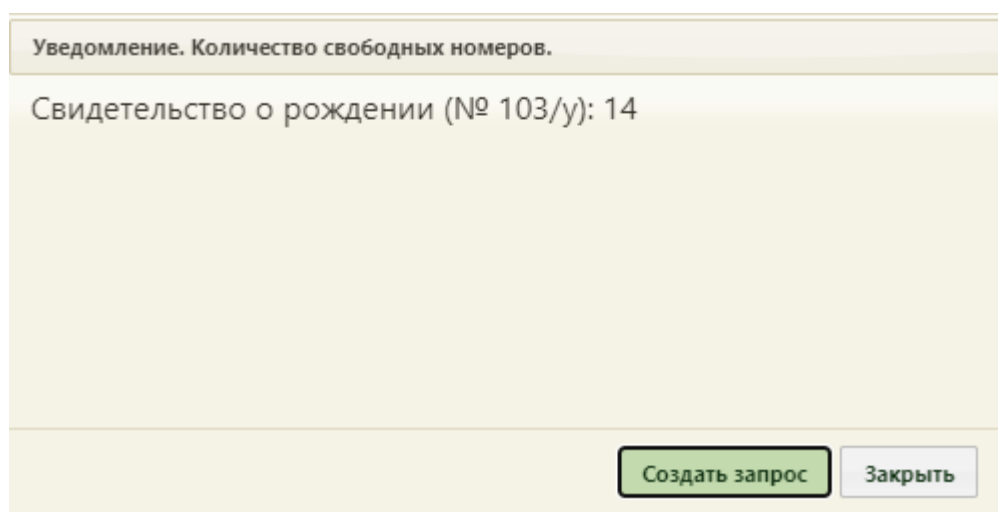 Уведомление. Количество свободных номеров.
Свидетельство о рождении (№ 103/у): 14
Создать запрос
Закрыть